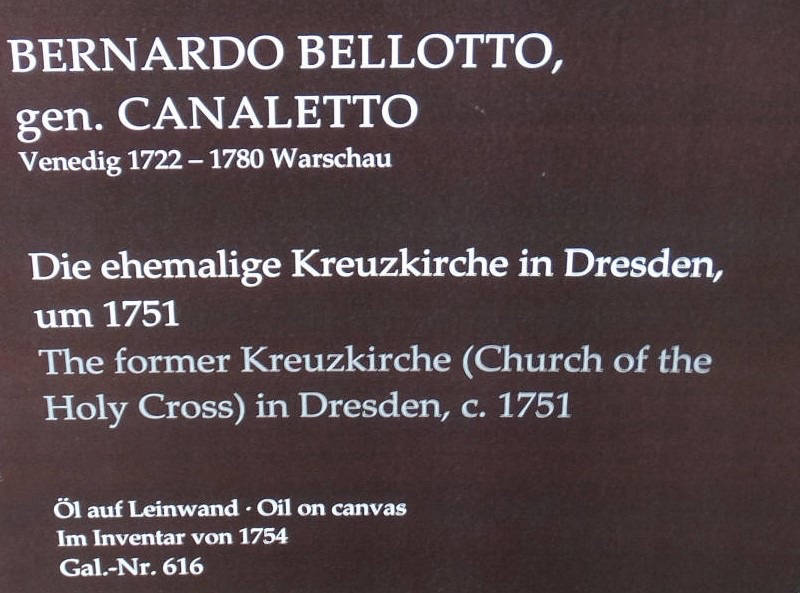 BERNARDO BELLOTTO,
gen. CANALETTO
Venedig 1722 – 1780 Warschau
Die ehemalige Kreuzkirche in Dresden,
um 1751
The former Kreuzkirche (Church of the
Holy Cross) in Dresden, c. 1751
Öl auf Leinwand · Oil on canvas
Im Inventar von 1754
Gal.-Nr. 616